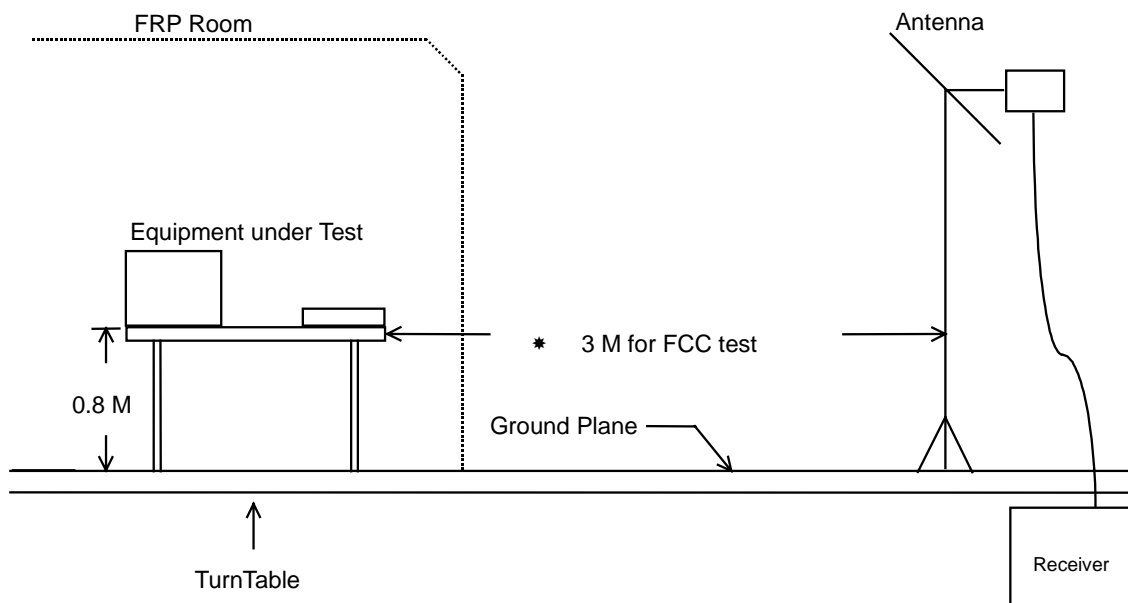 FRP Room
Antenna
Equipment under Test
* 3 M for FCC test
0.8 M
Ground Plane
TurnTable
Receiver